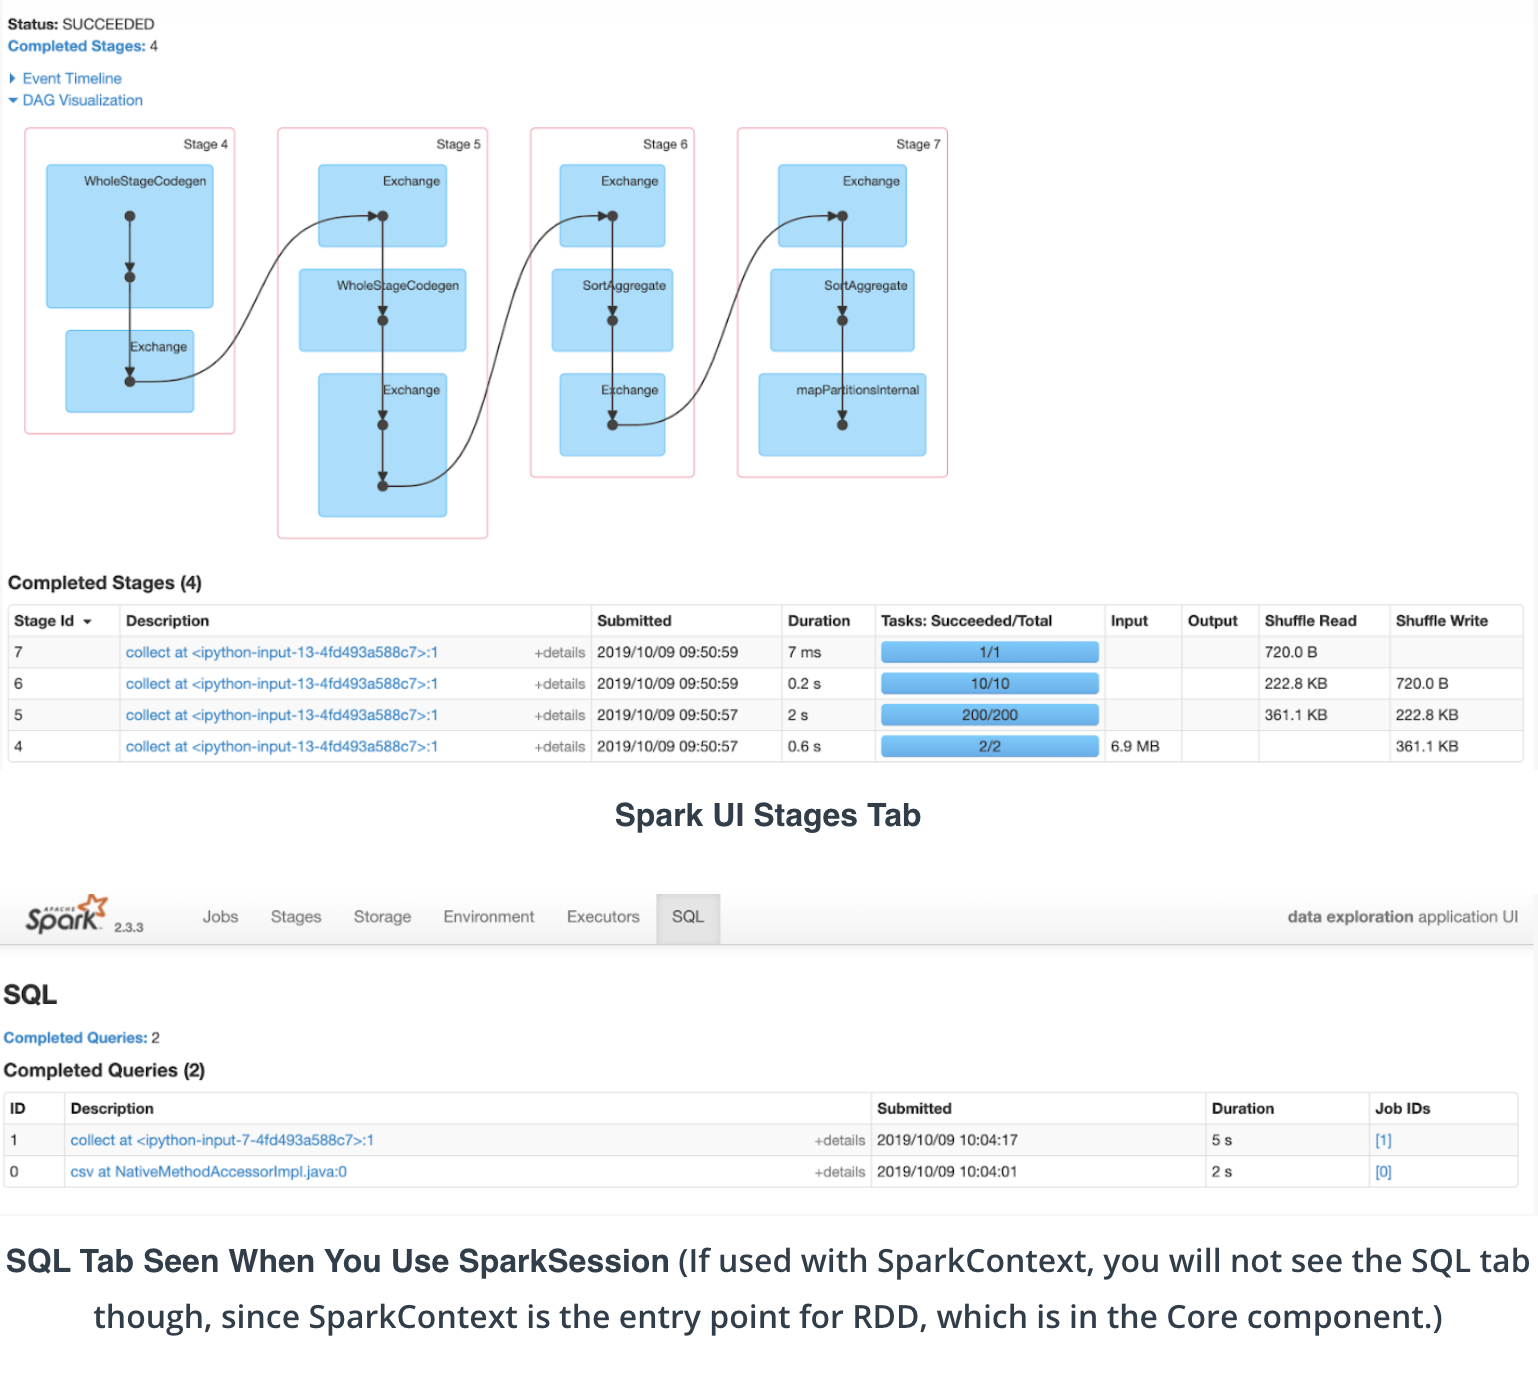 Status: SUCCEEDED
Completed Stages: 4
Event Timeline
DAG Visualization
Stage 4
WholeStageCodegen
Exchange
Stage 5
Exchange
WholeStageCodegen
Exchange
Stage 6
Exchange
SortAggregate
Exchange
Stage 7
Exchange
SortAggregate
mapPartitionsInternal
Completed Stages (4)
Stage Id Description Submitted Duration Tasks: Succeeded/Total Input Output Shuffle Read Shuffle Write
7 collect at <ipython-input-13-4fd493a588c7>:1 +details 2019/10/09 09:50:59 7 ms 1/1 720.0 B
6 collect at <ipython-input-13-4fd493a588c7>:1 +details 2019/10/09 09:50:59 0.2 s 10/10 222.8 KB 720.0 B
5 collect at <ipython-input-13-4fd493a588c7>:1 +details 2019/10/09 09:50:57 2 s 200/200 361.1 KB 222.8 KB
4 collect at <ipython-input-13-4fd493a588c7>:1 +details 2019/10/09 09:50:57 0.6 s 2/2 6.9 MB 361.1 KB
Spark UI Stages Tab
APACHE Spark 2.3.3 Jobs Stages Storage Environment Executors SQL data exploration application UI
SQL
Completed Queries: 2
Completed Queries (2)
ID Description Submitted Duration Job IDs
1 collect at <ipython-input-7-4fd493a588c7>:1 +details 2019/10/09 10:04:17 5 s [1]
0 csv at NativeMethodAccessorImpl.java:0 +details 2019/10/09 10:04:01 2 s [0]
SQL Tab Seen When You Use SparkSession (If used with SparkContext, you will not see the SQL tab
though, since SparkContext is the entry point for RDD, which is in the Core component.)